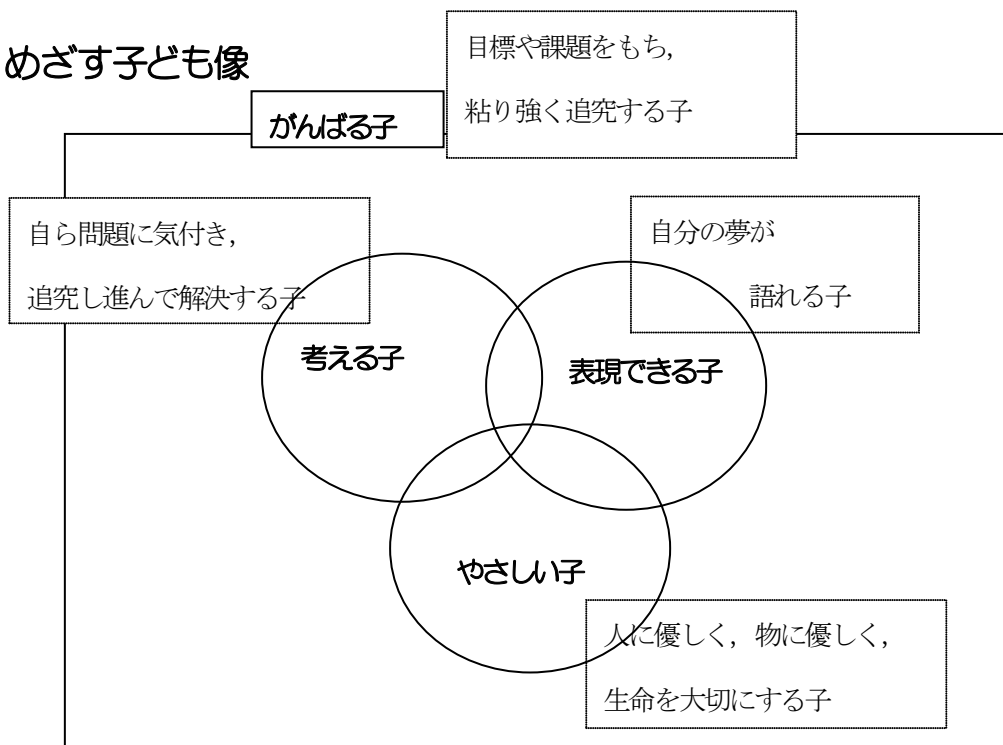 めざす子ども像
がんばる子
目標や課題をもち，
粘り強く追究する子
自ら問題に気付き，
追究し進んで解決する子
自分の夢が
語れる子
考える子
表現できる子
やさしい子
人に優しく，物に優しく，
生命を大切にする子